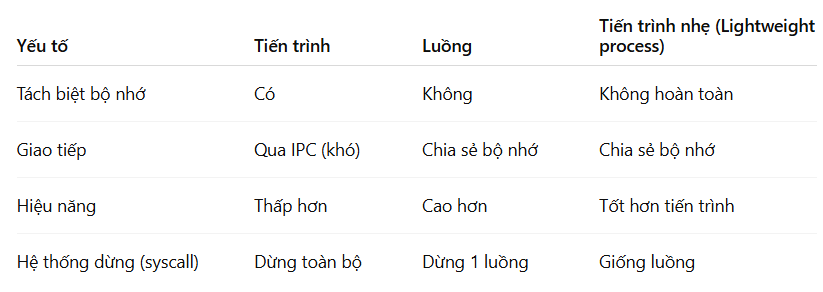 Yếu tố Tiến trình Luồng Tiến trình nhẹ (Lightweight process)
Tách biệt bộ nhớ Có Không Không hoàn toàn
Giao tiếp Qua IPC (khó) Chia sẻ bộ nhớ Chia sẻ bộ nhớ
Hiệu năng Thấp hơn Cao hơn Tốt hơn tiến trình
Hệ thống dừng (syscall) Dừng toàn bộ Dừng 1 luồng Giống luồng